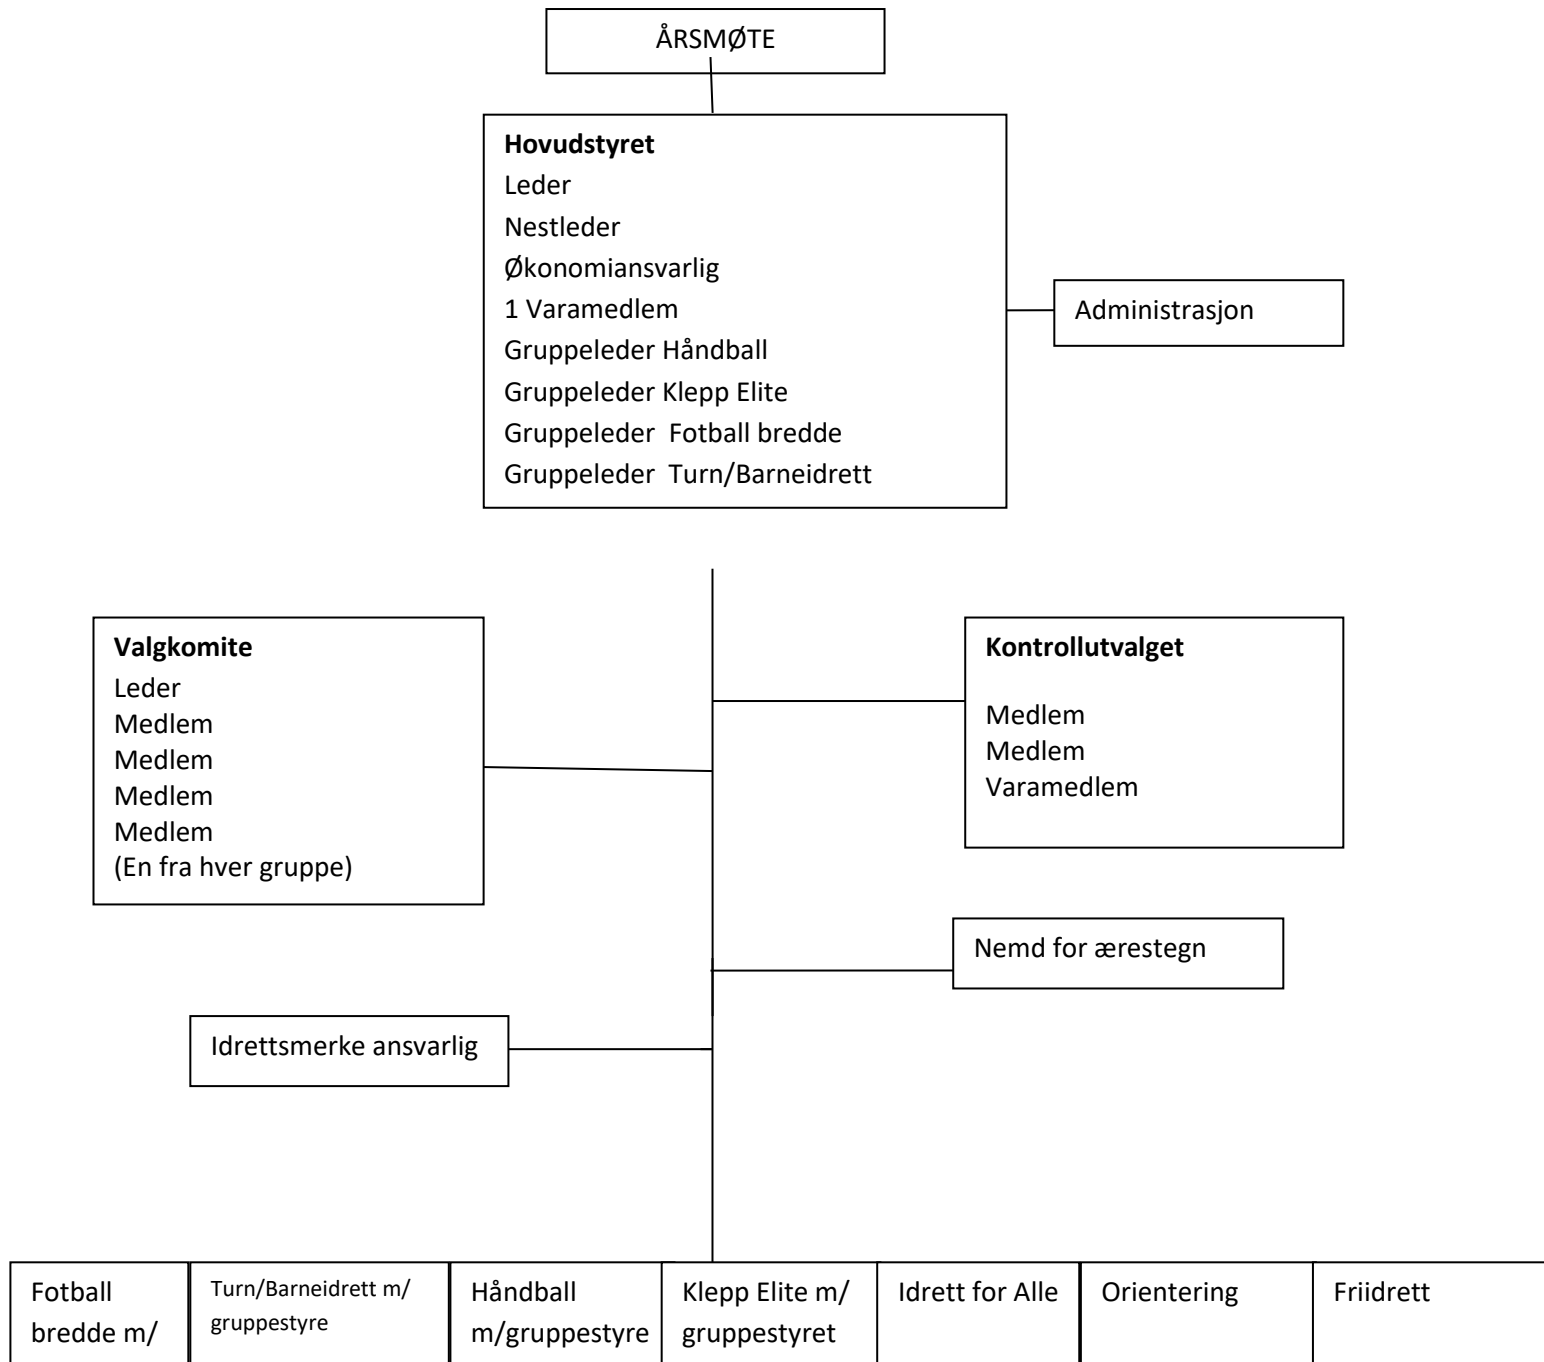 ÅRSMØTE
Hovudstyret
Leder
Nestleder
Økonomiansvarlig
1 Varamedlem
Gruppeleder Håndball
Gruppeleder Klepp Elite
Gruppeleder  Fotball bredde
Gruppeleder  Turn/Barneidrett
Administrasjon
Valgkomite
Leder
Medlem
Medlem
Medlem
Medlem
(En fra hver gruppe)
Kontrollutvalget
Medlem
Medlem
Varamedlem
Nemd for ærestegn
Idrettsmerke ansvarlig
Fotball
bredde m/
Turn/Barneidrett m/
gruppestyre
Håndball
m/gruppestyre
Klepp Elite m/
gruppestyret
Idrett for Alle
Orientering
Friidrett